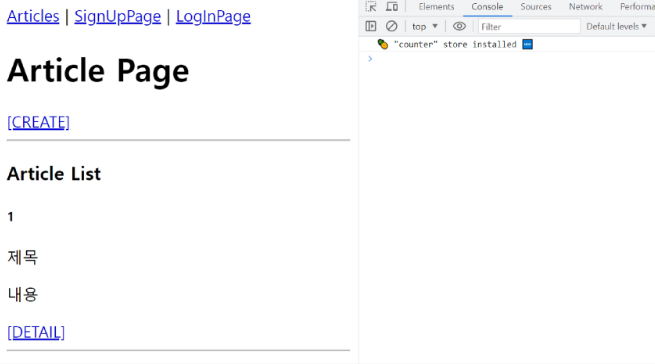 Articles | SignUpPage | LogInPage
Article Page
[CREATE]
Article List
1
제목
내용
[DETAIL]
Elements Console Sources Network
top ▼ Filter Default levels ▼
🍍 "counter" store installed 🆕
>